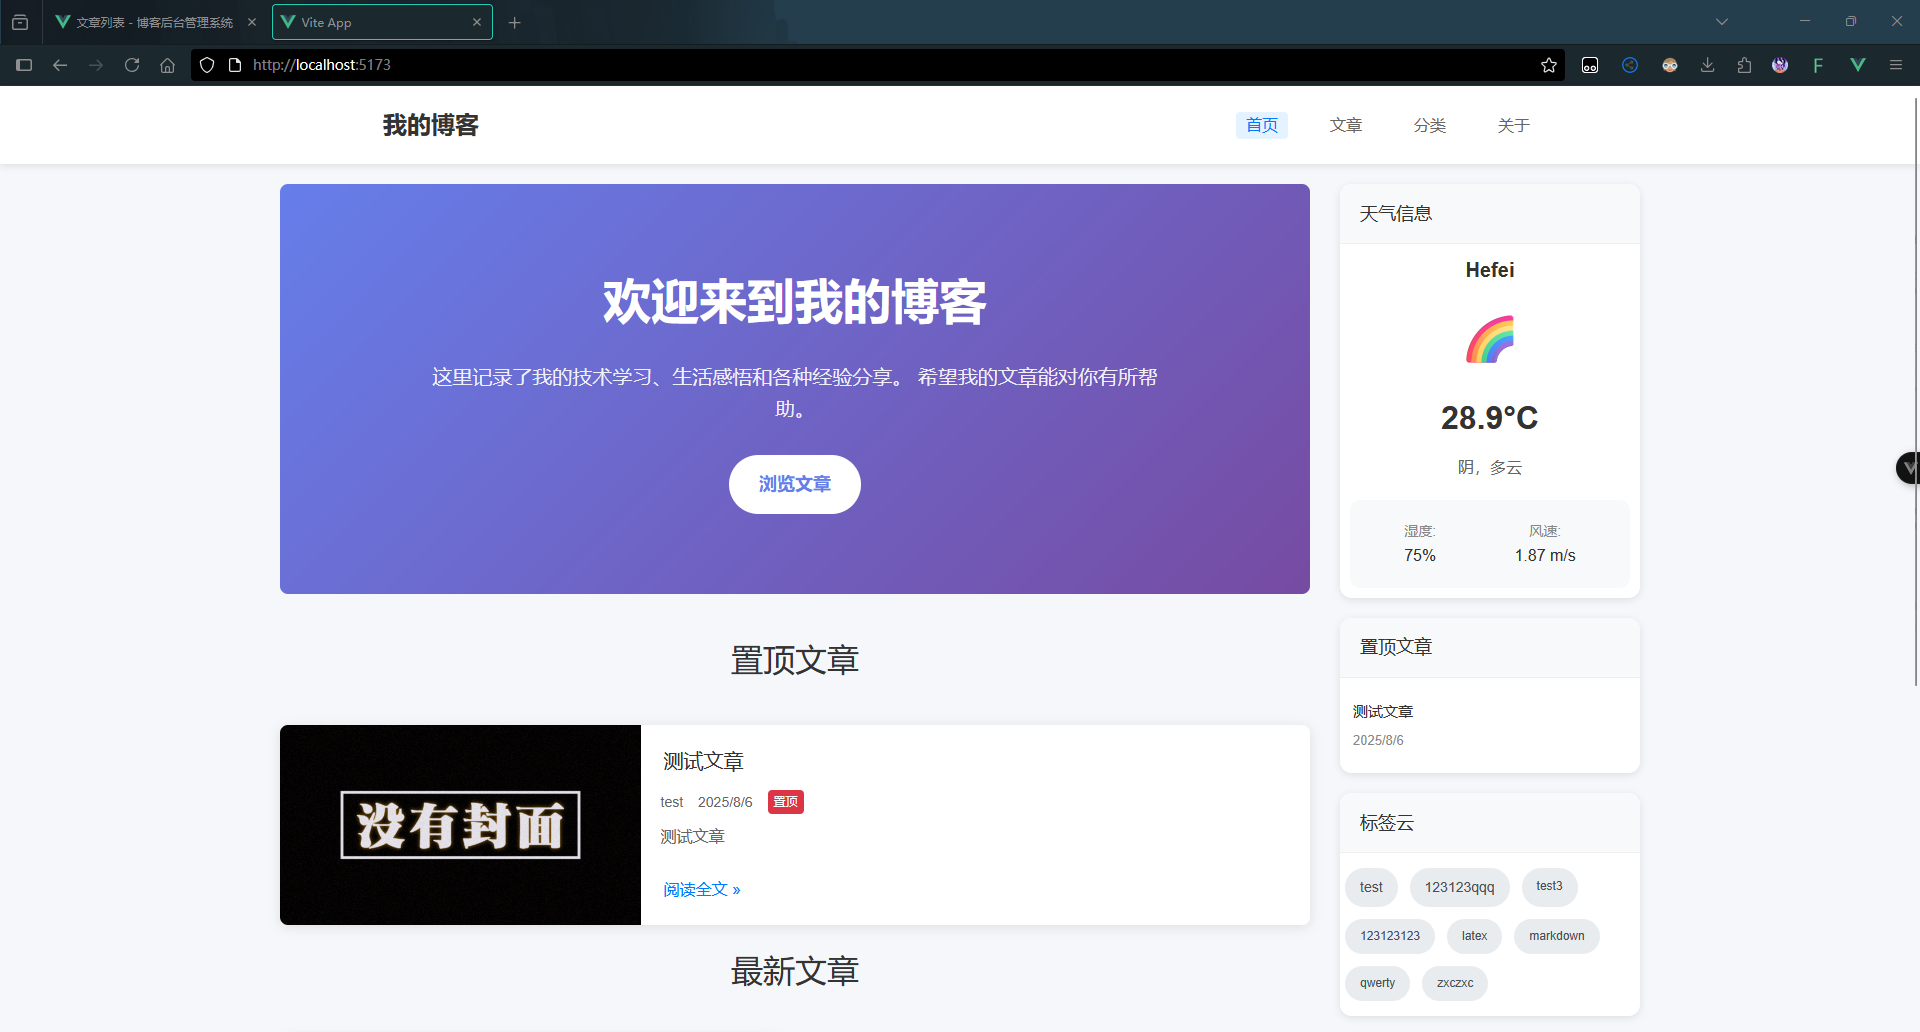 文章列表 - 博客后台管理系统
Vite App
http://localhost:5173
我的博客
首页
文章
分类
关于
欢迎来到我的博客
这里记录了我的技术学习、生活感悟和各种经验分享。 希望我的文章能对你有所帮
助。
浏览文章
置顶文章
没有封面
测试文章
test 2025/8/6 置顶
测试文章
阅读全文 »
最新文章
天气信息
Hefei
28.9°C
阴，多云
湿度: 风速:
75% 1.87 m/s
置顶文章
测试文章
2025/8/6
标签云
test 123123qqq test3
123123123 latex markdown
qwerty zxczxc